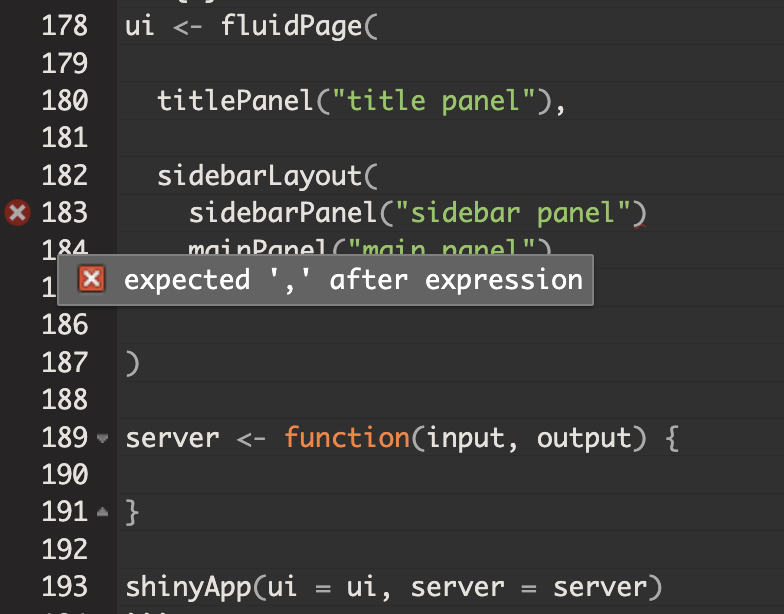 178 ui <- fluidPage(
179
180 titlePanel("title panel"),
181
182 sidebarLayout(
183 sidebarPanel("sidebar panel")
184 mainPanel("main panel")
expected ',' after expression
186
187 )
188
189 server <- function(input, output) {
190
191 }
192
193 shinyApp(ui = ui, server = server)